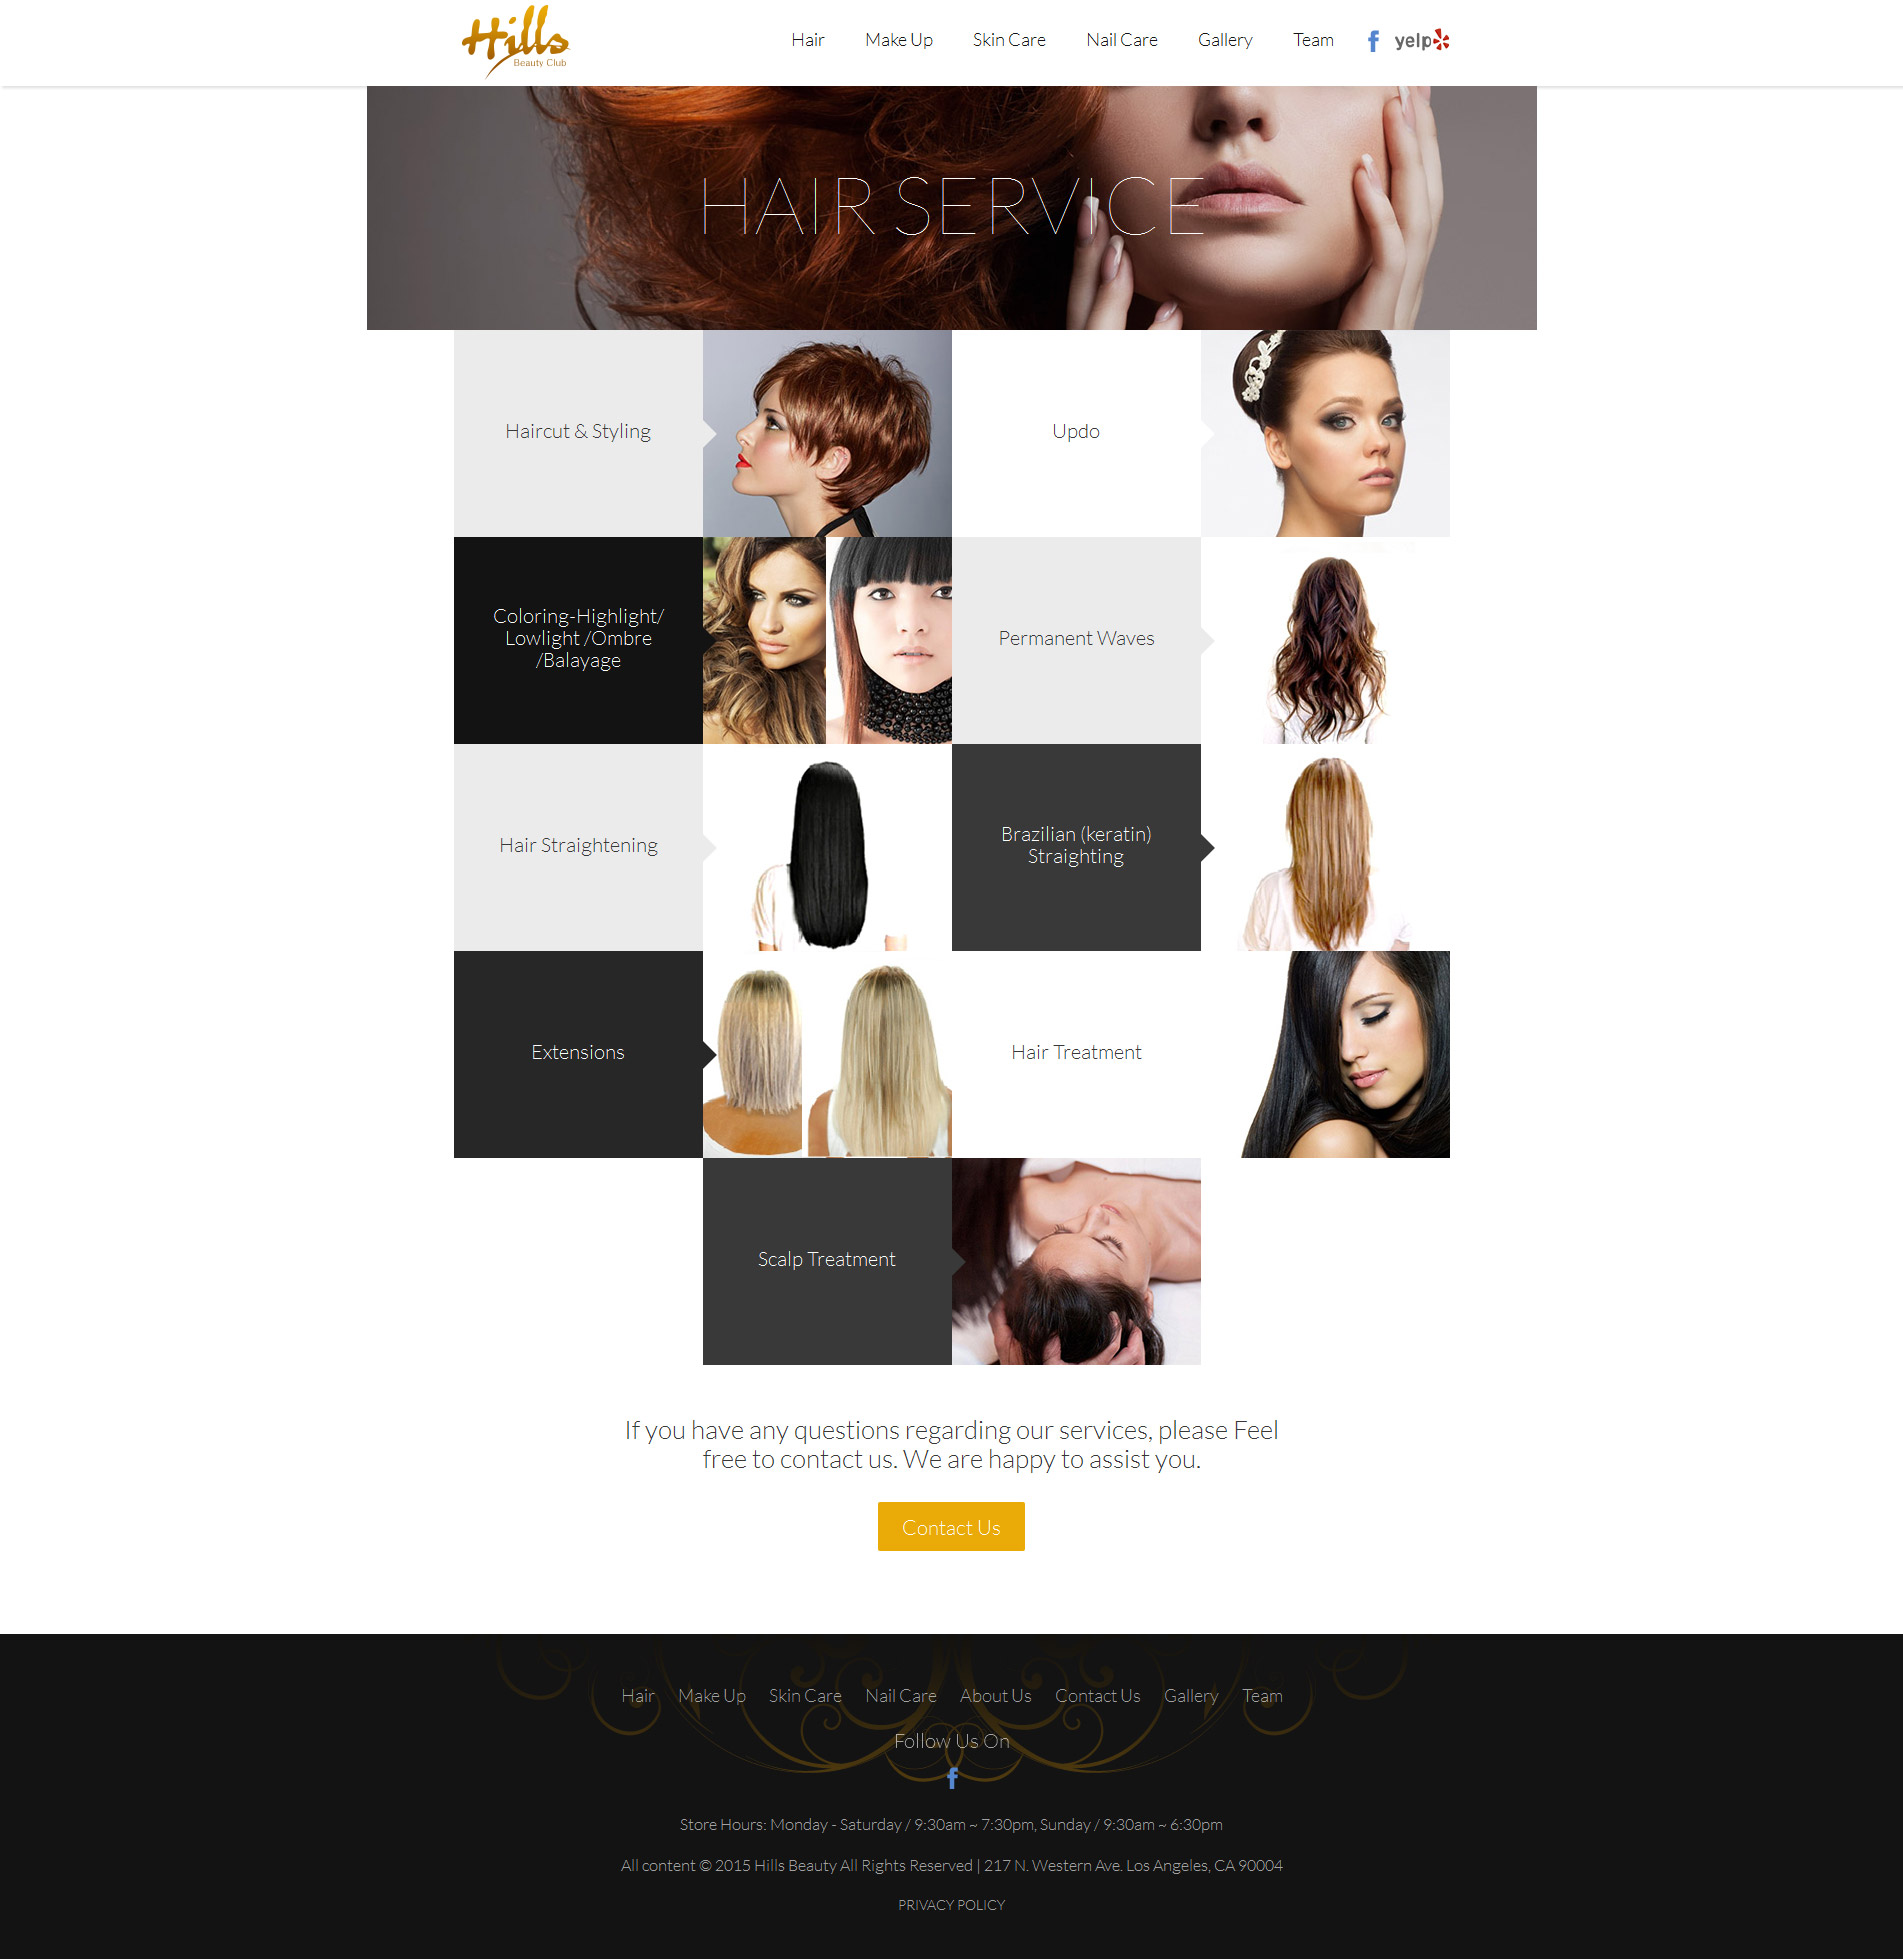 Hills
Beauty Club
Hair
Make Up
Skin Care
Nail Care
Gallery
Team
f
yelp
HAIR SERVICE
Haircut & Styling
Updo
Coloring-Highlight/
Lowlight /Ombre
/Balayage
Permanent Waves
Hair Straightening
Brazilian (keratin)
Straighting
Extensions
Hair Treatment
Scalp Treatment
If you have any questions regarding our services, please Feel
free to contact us. We are happy to assist you.
Contact Us
Hair
Make Up
Skin Care
Nail Care
About Us
Contact Us
Gallery
Team
Follow Us On
f
Store Hours: Monday - Saturday / 9:30am ~ 7:30pm, Sunday / 9:30am ~ 6:30pm
All content © 2015 Hills Beauty All Rights Reserved | 217 N. Western Ave. Los Angeles, CA 90004
PRIVACY POLICY